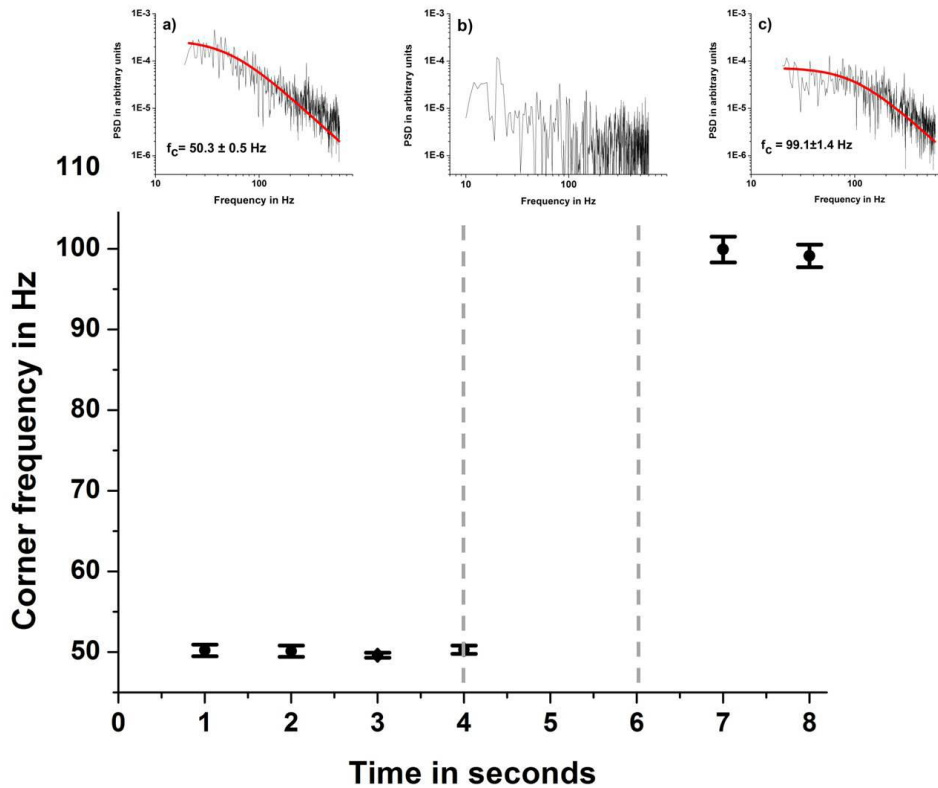 a)
1E-3
1E-4
1E-5
1E-6
PSD in arbitrary units
fc= 50.3 ± 0.5 Hz
10
100
Frequency in Hz
b)
1E-3
1E-4
1E-5
1E-6
PSD in arbitrary units
10
100
Frequency in Hz
c)
1E-3
1E-4
1E-5
1E-6
PSD in arbitrary units
fc = 99.1±1.4 Hz
10
100
Frequency in Hz
110
100
90
80
70
60
50
Corner frequency in Hz
0 1 2 3 4 5 6 7 8
Time in seconds